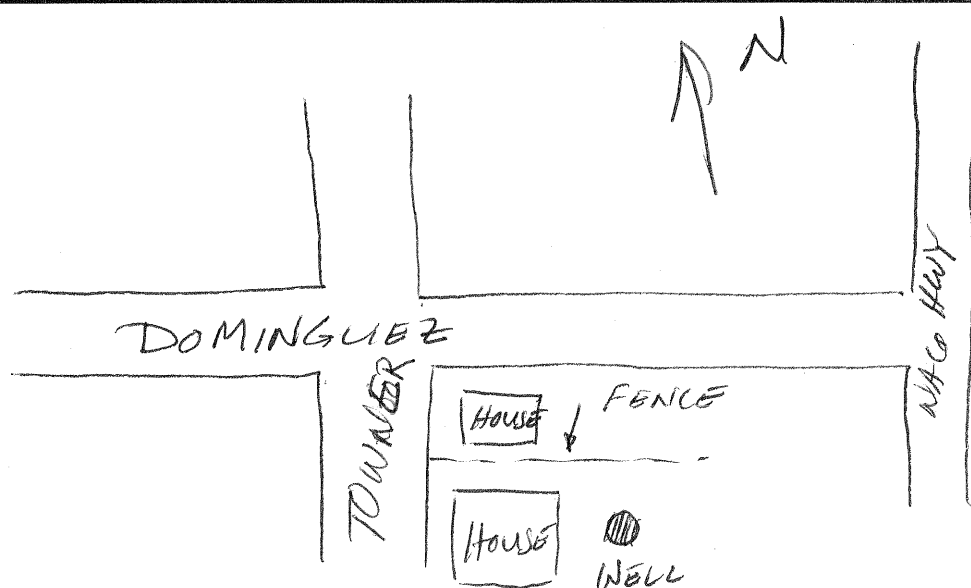 N
DOMINGUEZ
NACO HWY
TOWNER
HOUSE
FENCE
HOUSE
WELL